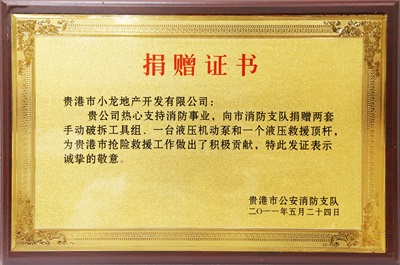 捐赠证书
贵港市小龙地产开发有限公司：
贵公司热心支持消防事业，向市消防支队捐赠两套
手动破拆工具组、一台液压机动泵和一个液压救援顶杆，
为贵港市抢险救援工作做出了积极贡献，特此发证表示
诚挚的敬意。
贵港市公安消防支队
二〇一一年五月二十四日